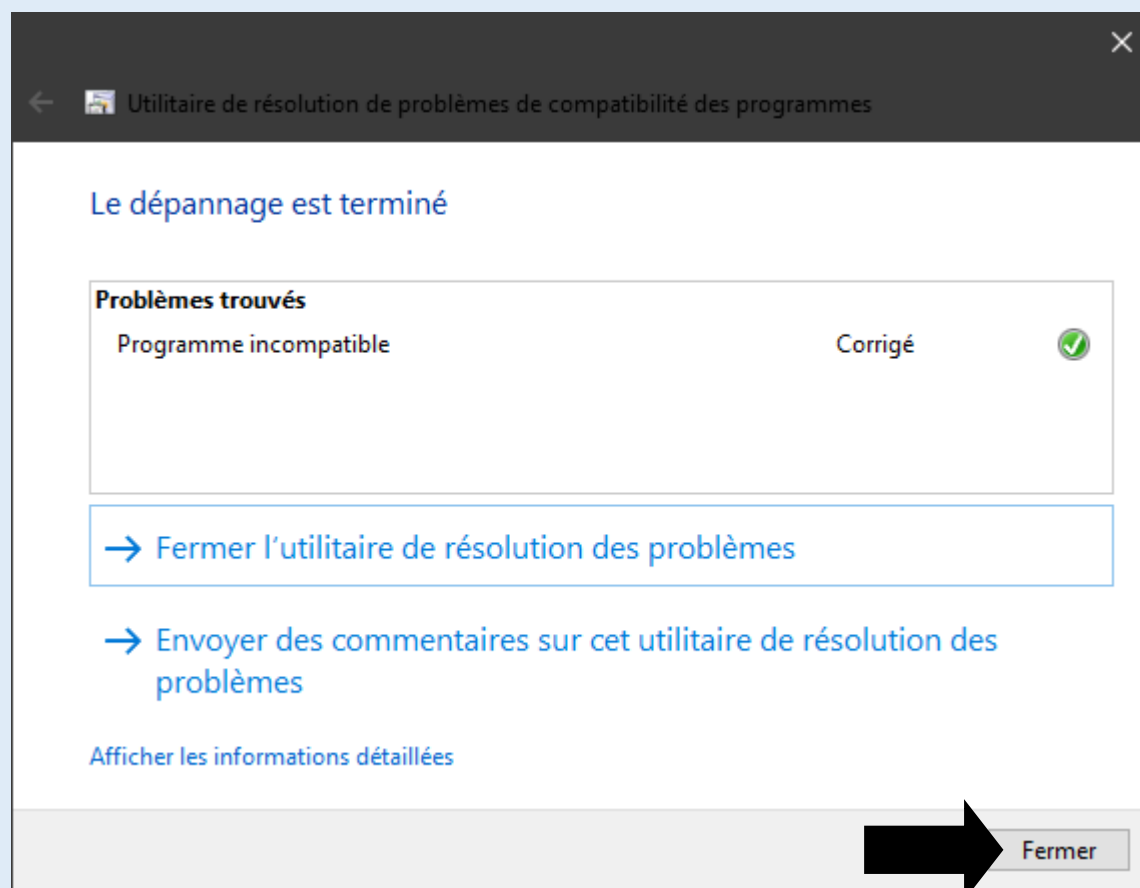 Utilitaire de résolution de problèmes de compatibilité des programmes
Le dépannage est terminé
Problèmes trouvés
Programme incompatible Corrigé
Fermer l'utilitaire de résolution des problèmes
Envoyer des commentaires sur cet utilitaire de résolution des
problèmes
Afficher les informations détaillées
Fermer